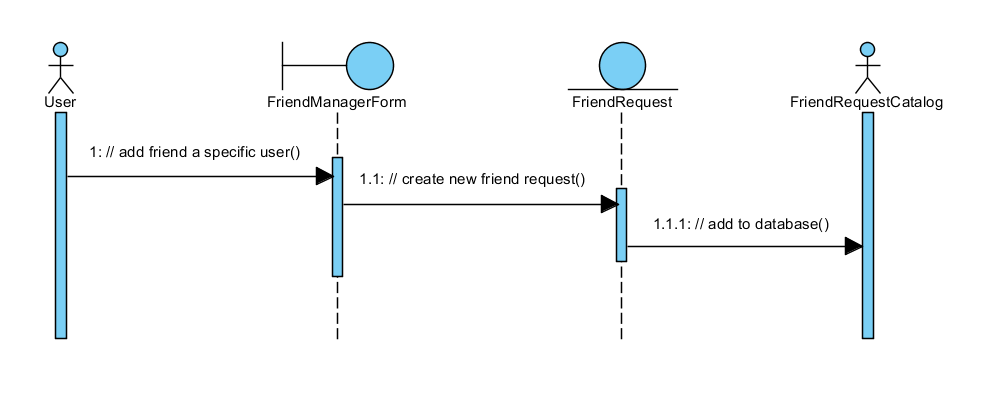 User
FriendManagerForm
FriendRequest
FriendRequestCatalog
1: // add friend a specific user()
1.1: // create new friend request()
1.1.1: // add to database()